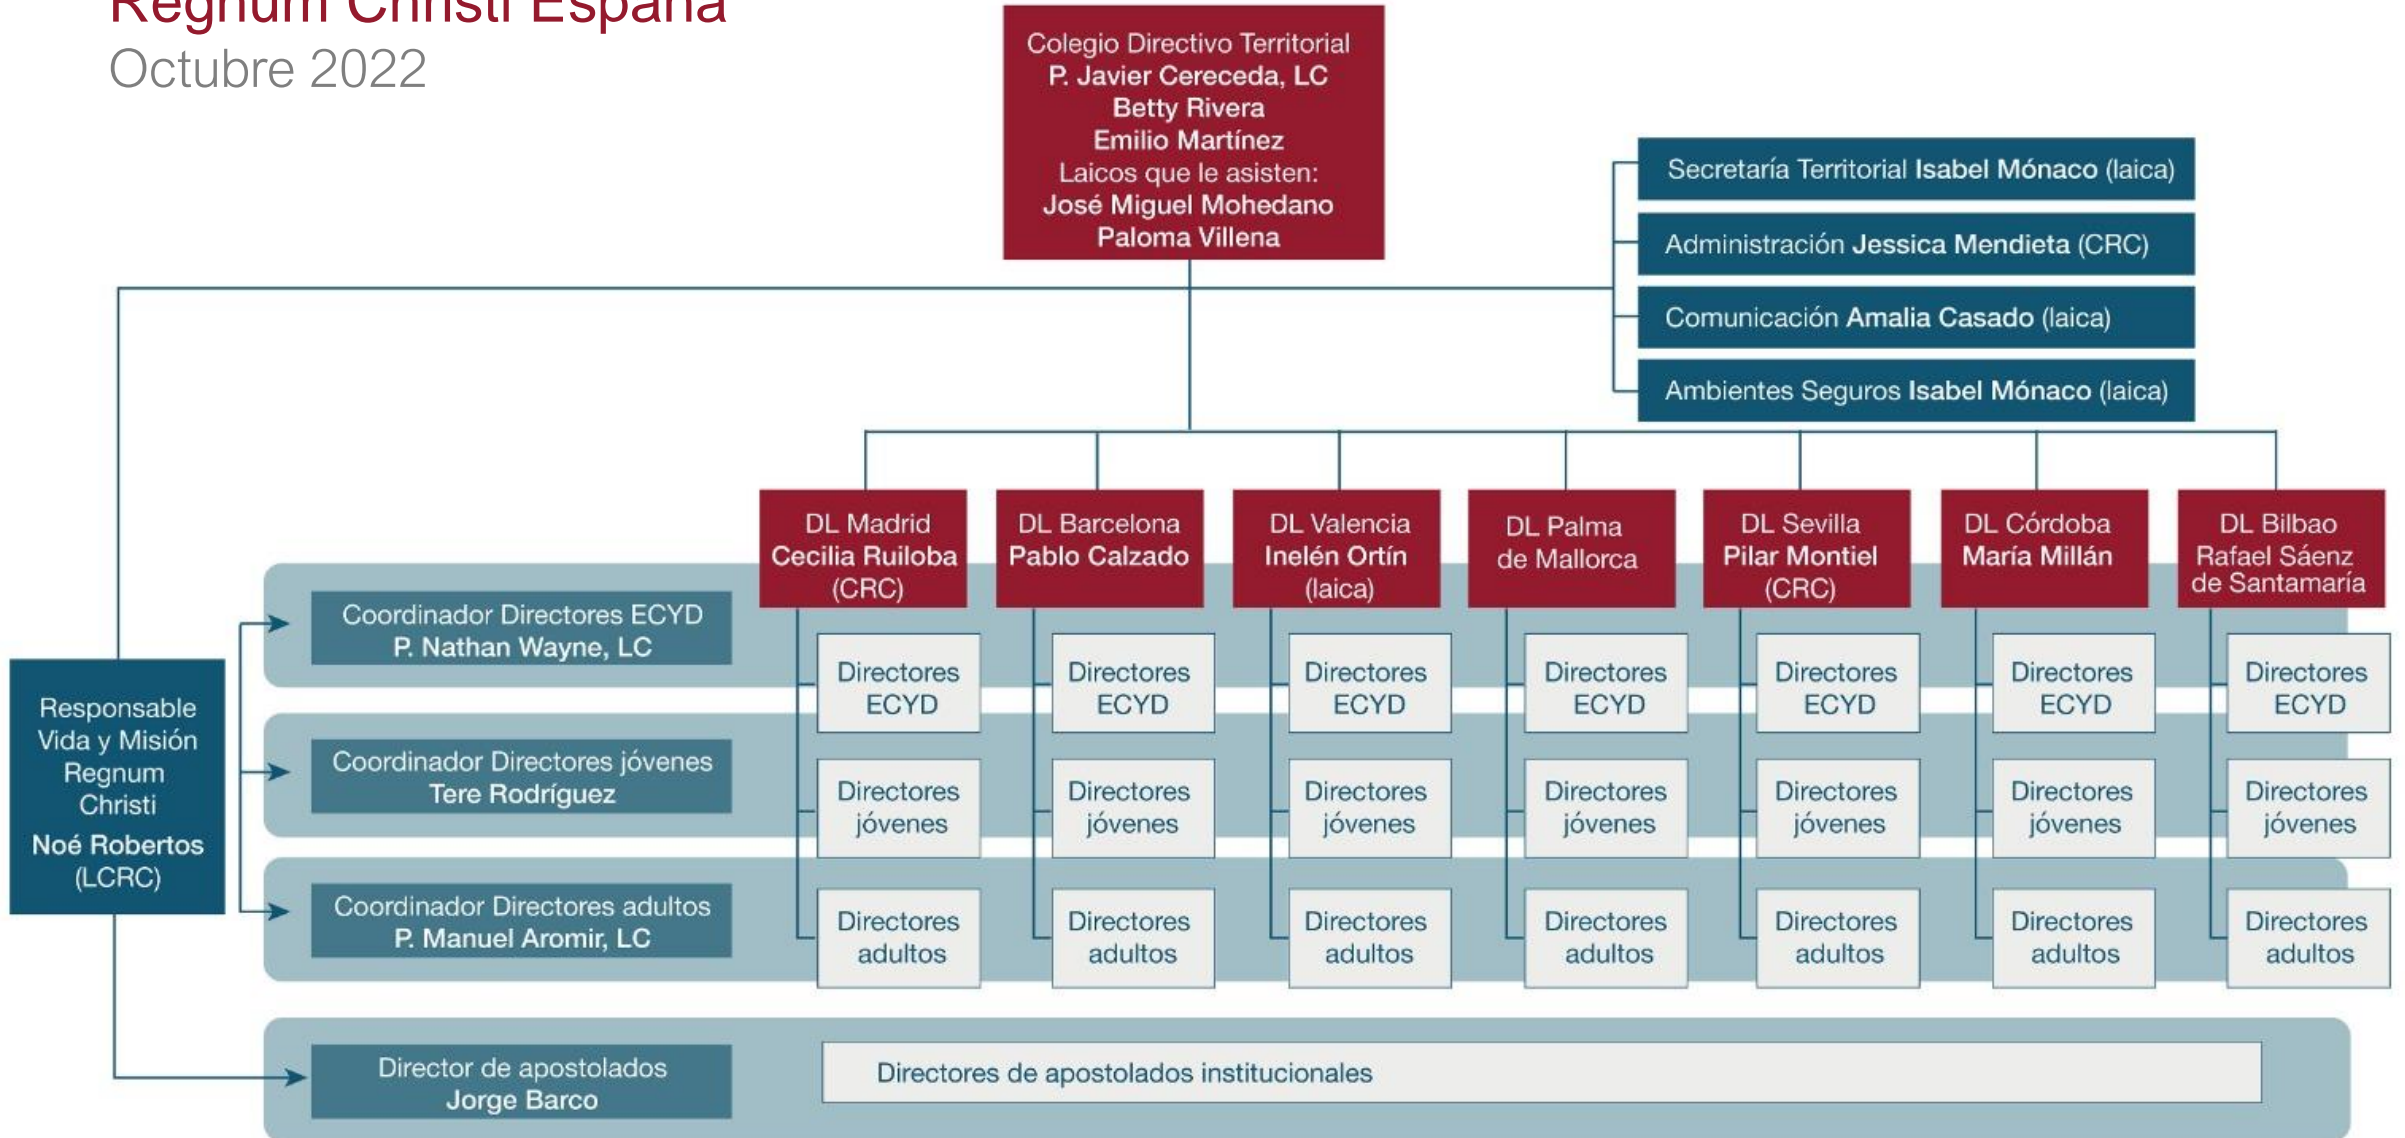 Regnum Christi España
Octubre 2022
Colegio Directivo Territorial
P. Javier Cereceda, LC
Betty Rivera
Emilio Martínez
Laicos que le asisten:
José Miguel Mohedano
Paloma Villena
Secretaría Territorial Isabel Mónaco (laica)
Administración Jessica Mendieta (CRC)
Comunicación Amalia Casado (laica)
Ambientes Seguros Isabel Mónaco (laica)
DL Madrid
Cecilia Ruiloba
(CRC)
DL Barcelona
Pablo Calzado
DL Valencia
Inelén Ortín
(laica)
DL Palma
de Mallorca
DL Sevilla
Pilar Montiel
(CRC)
DL Córdoba
María Millán
DL Bilbao
Rafael Sáenz
de Santamaría
Responsable
Vida y Misión
Regnum
Christi
Noé Robertos
(LCRC)
Coordinador Directores ECYD
P. Nathan Wayne, LC
Directores
ECYD
Directores
ECYD
Directores
ECYD
Directores
ECYD
Directores
ECYD
Directores
ECYD
Directores
ECYD
Coordinador Directores jóvenes
Tere Rodríguez
Directores
jóvenes
Directores
jóvenes
Directores
jóvenes
Directores
jóvenes
Directores
jóvenes
Directores
jóvenes
Directores
jóvenes
Coordinador Directores adultos
P. Manuel Aromir, LC
Directores
adultos
Directores
adultos
Directores
adultos
Directores
adultos
Directores
adultos
Directores
adultos
Directores
adultos
Director de apostolados
Jorge Barco
Directores de apostolados institucionales